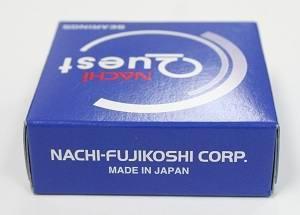 BEARINGS
NACHi
Quest
NACHI-FUJIKOSHI CORP.
MADE IN JAPAN